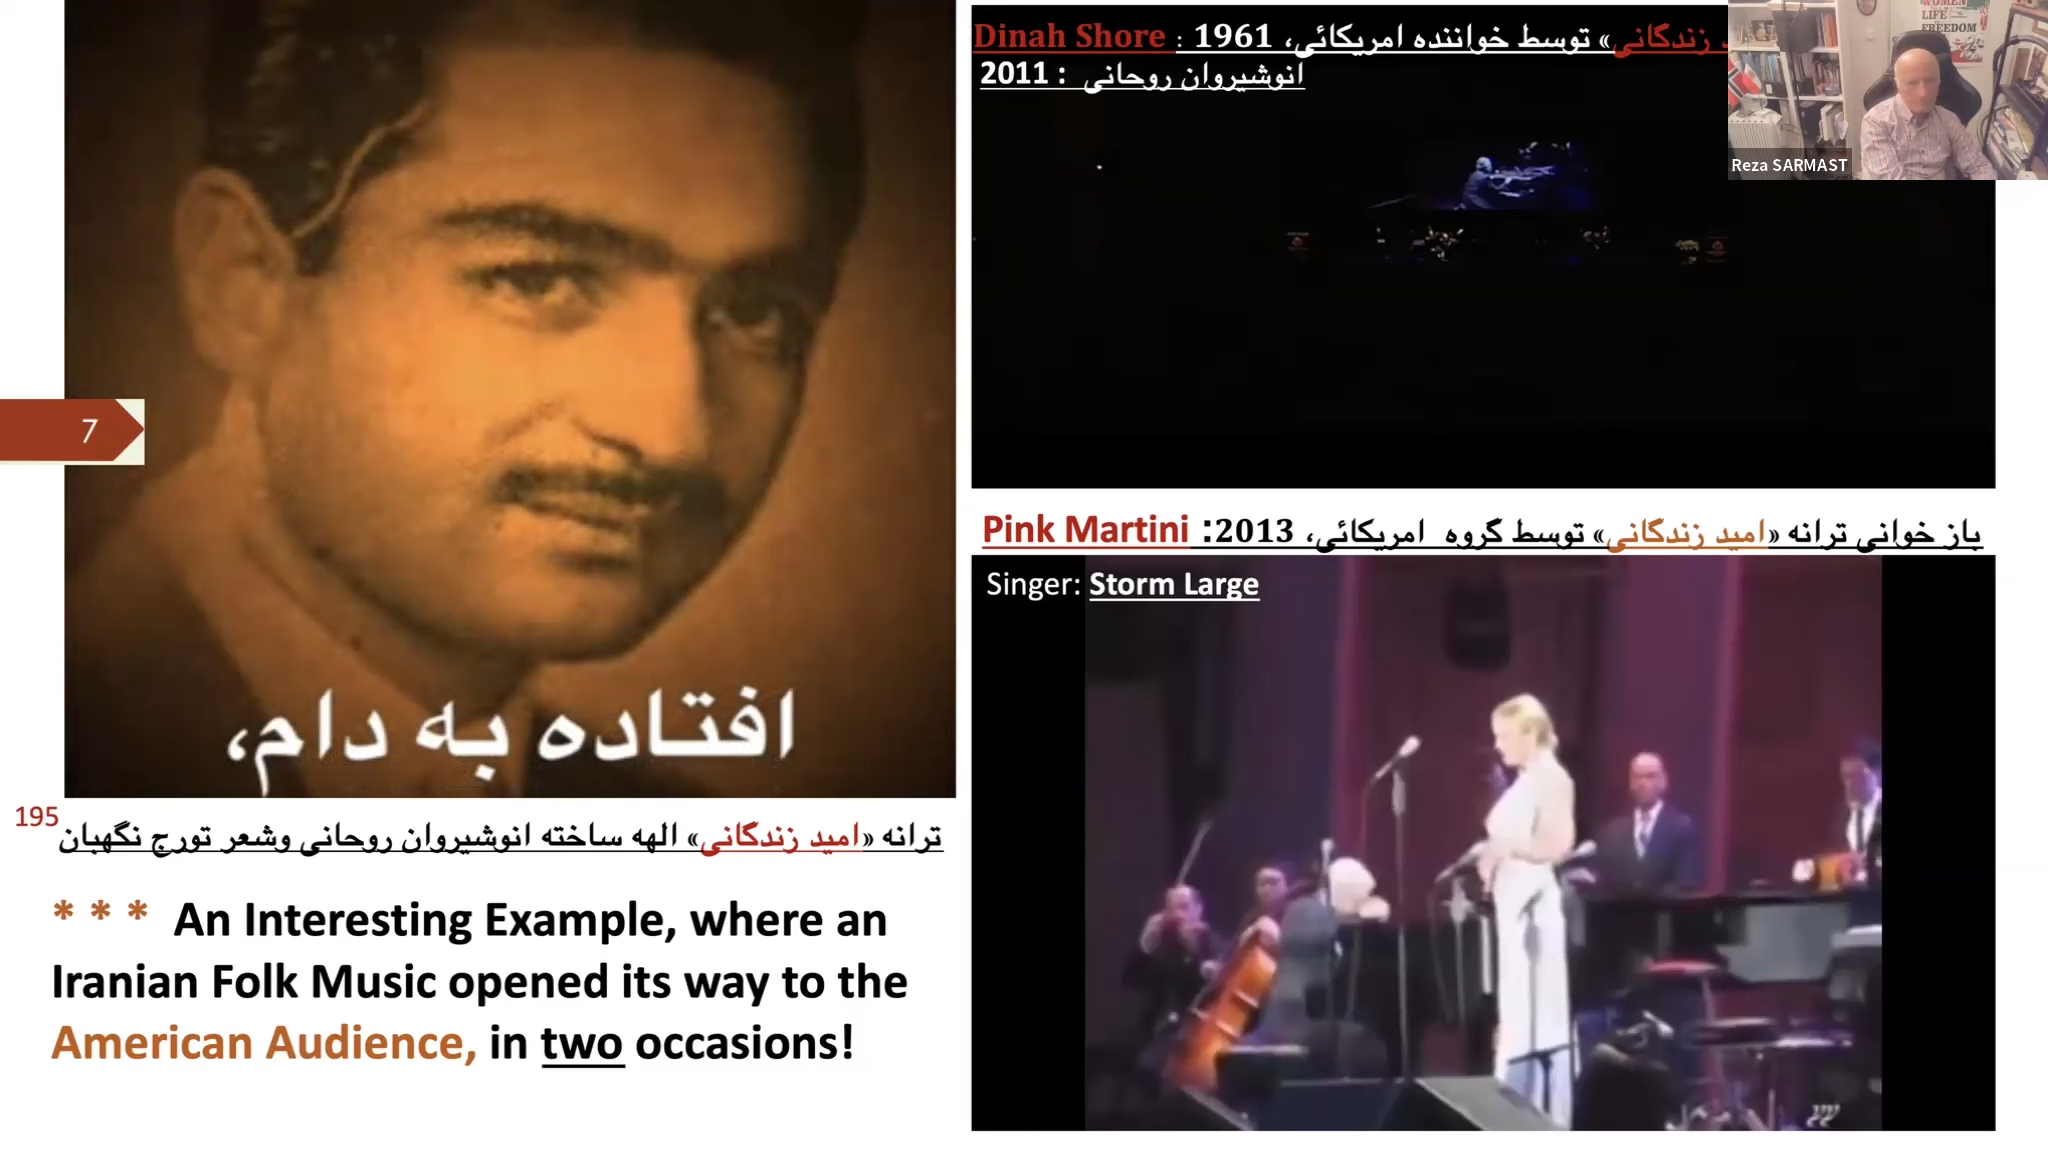 7
افتاده به دام،
195
ترانه «امید زندگانی» الهه ساخته انوشیروان روحانی وشعر تورج نگهبان
* * * An Interesting Example, where an
Iranian Folk Music opened its way to the
American Audience, in two occasions!
زندگانی» توسط خواننده امریکائی، 1961 : Dinah Shore
انوشیروان روحانی : 2011
باز خوانی ترانه «امید زندگانی» توسط گروه امریکائی، 2013: Pink Martini
Singer: Storm Large
WOMEN
LIFE
FREEDOM
Reza SARMAST